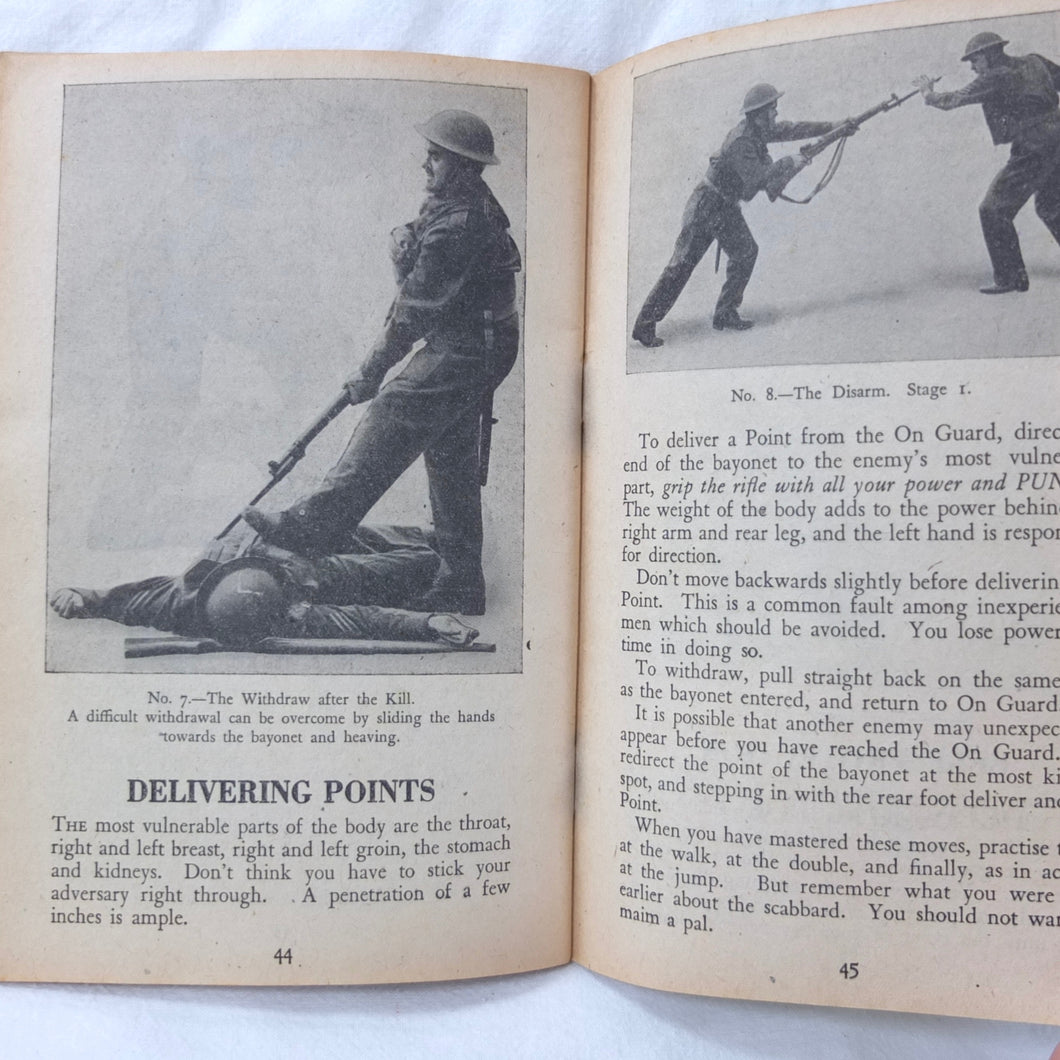 No. 7.—The Withdraw after the Kill.
A difficult withdrawal can be overcome by sliding the hands
towards the bayonet and heaving.
DELIVERING POINTS
THE most vulnerable parts of the body are the throat,
right and left breast, right and left groin, the stomach
and kidneys. Don't think you have to stick your
adversary right through. A penetration of a few
inches is ample.
44
No. 8.—The Disarm. Stage 1.
To deliver a Point from the On Guard, direc
end of the bayonet to the enemy's most vulne
part, grip the rifle with all your power and PUN
The weight of the body adds to the power behin
right arm and rear leg, and the left hand is respon
for direction.
Don't move backwards slightly before deliverin
Point. This is a common fault among inexperie
men which should be avoided. You lose power
time in doing so.
To withdraw, pull straight back on the same
as the bayonet entered, and return to On Guard.
It is possible that another enemy may unexpec
appear before you have reached the On Guard.
redirect the point of the bayonet at the most ki
spot, and stepping in with the rear foot deliver ano
Point.
When you have mastered these moves, practise t
at the walk, at the double, and finally, as in ac
at the jump. But remember what you were
earlier about the scabbard. You should not wan
maim a pal.
45